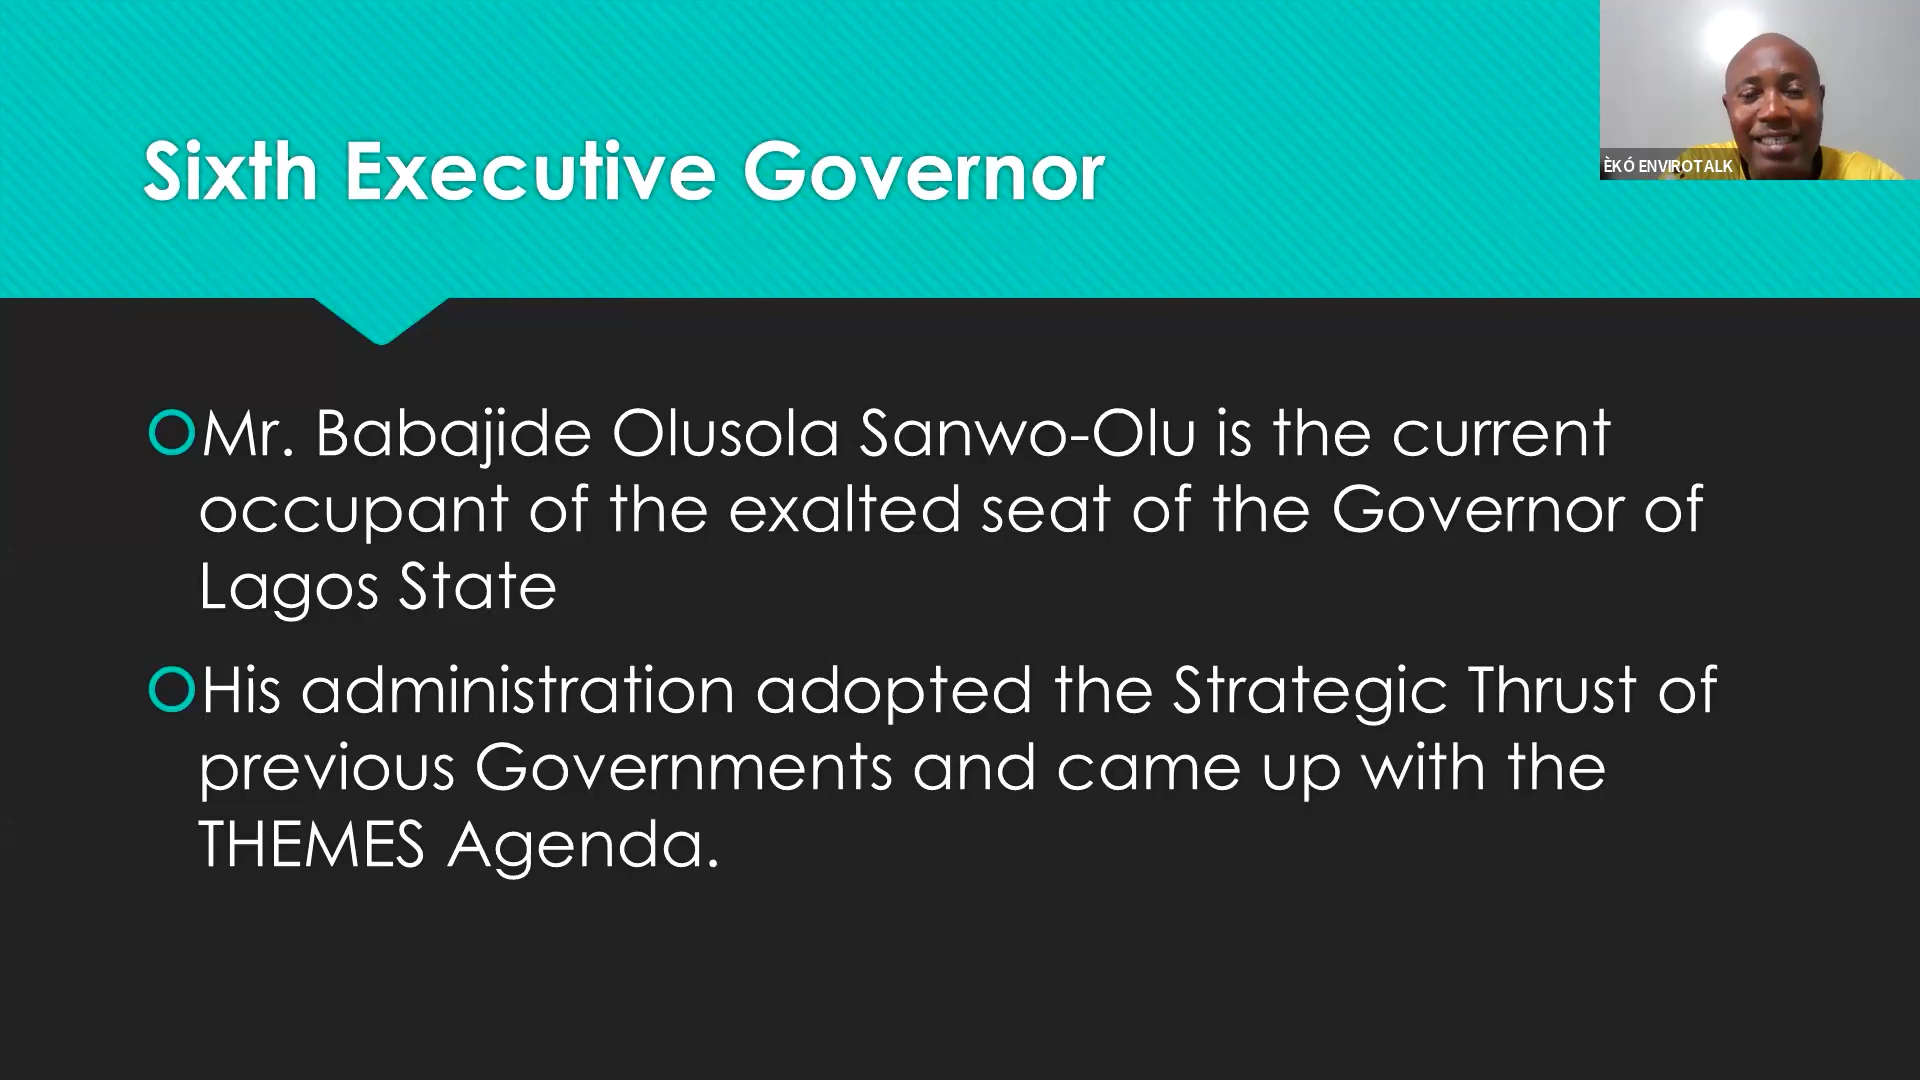 Sixth Executive Governor
ÈKÓ ENVIROTALK
Mr. Babajide Olusola Sanwo-Olu is the current
occupant of the exalted seat of the Governor of
Lagos State
His administration adopted the Strategic Thrust of
previous Governments and came up with the
THEMES Agenda.